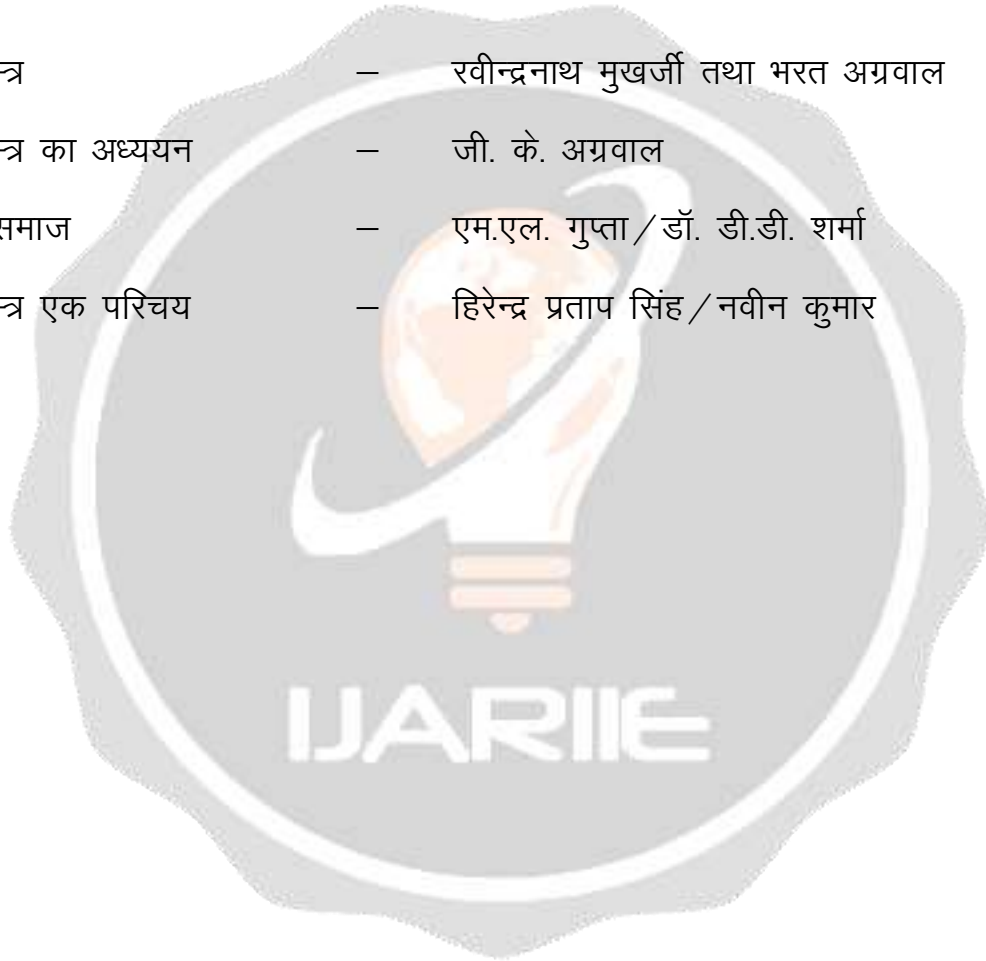 स्त्र – रवीन्द्रनाथ मुखर्जी तथा भरत अग्रवाल
स्त्र का अध्ययन – जी. के. अग्रवाल
समाज – एम.एल. गुप्ता / डॉ. डी.डी. शर्मा
स्त्र एक परिचय – हिरेन्द्र प्रताप सिंह / नवीन कुमार
IJARIIE